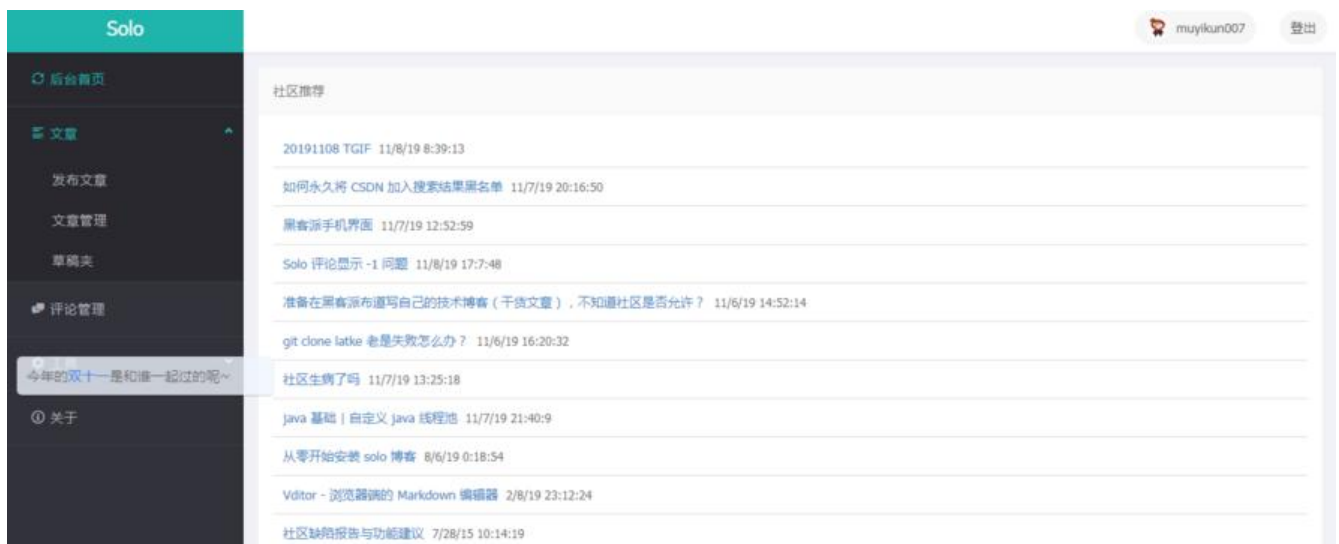 Solo
muyikun007
登出
后台首页
文章
发布文章
文章管理
草稿夹
评论管理
今年的双十一是和谁一起过的呢~
关于
社区推荐
20191108 TGIF 11/8/19 8:39:13
如何永久将 CSDN 加入搜索结果黑名单 11/7/19 20:16:50
黑客派手机界面 11/7/19 12:52:59
Solo 评论显示 -1 问题 11/8/19 17:7:48
准备在黑客派布道写自己的技术博客（干货文章），不知道社区是否允许？ 11/6/19 14:52:14
git clone latke 老是失败怎么办？ 11/6/19 16:20:32
社区生病了吗 11/7/19 13:25:18
java 基础 | 自定义 java 线程池 11/7/19 21:40:9
从零开始安装 solo 博客 8/6/19 0:18:54
Vditor - 浏览器端的 Markdown 编辑器 2/8/19 23:12:24
社区缺陷报告与功能建议 7/28/15 10:14:19